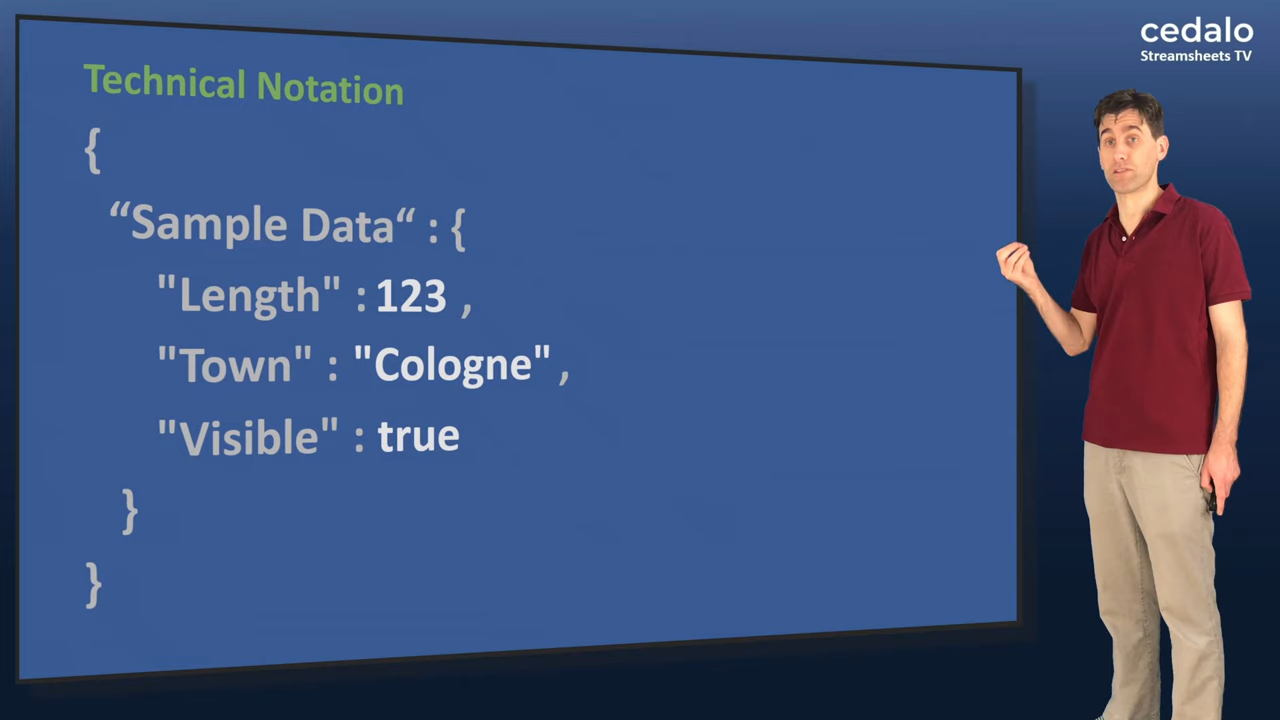 cedalo
Streamsheets TV
Technical Notation
{
“Sample Data“ : {
"Length" : 123 ,
"Town" : "Cologne" ,
"Visible" : true
}
}